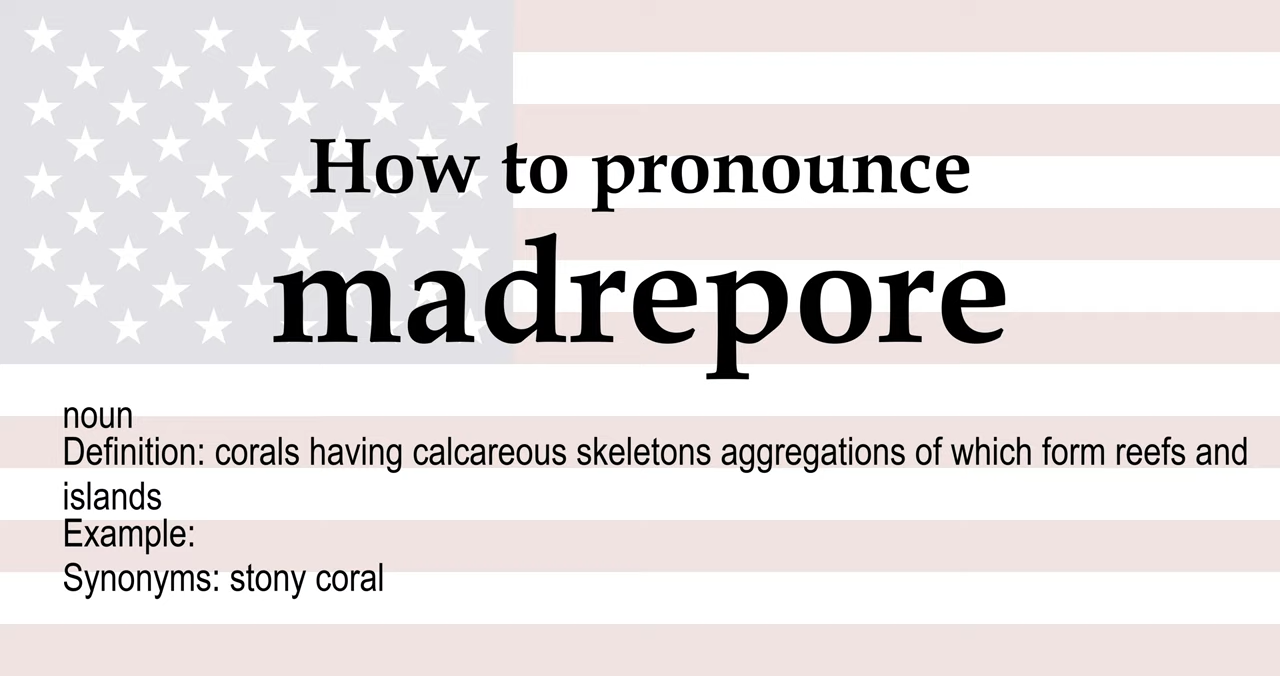 How to pronounce
madrepore
noun
Definition: corals having calcareous skeletons aggregations of which form reefs and
islands
Example:
Synonyms: stony coral